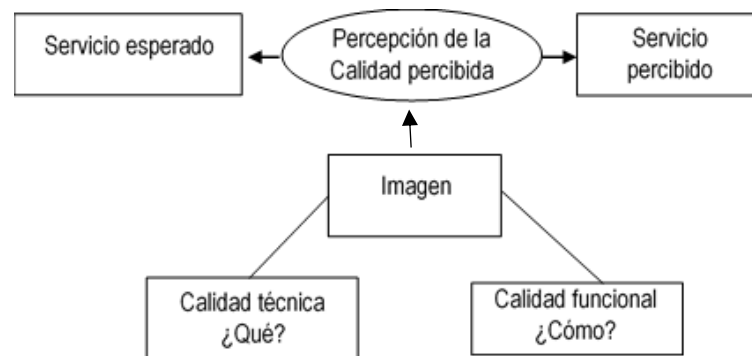 Servicio esperado
Percepción de la
Calidad percibida
Servicio
percibido
Imagen
Calidad técnica
¿Qué?
Calidad funcional
¿Cómo?